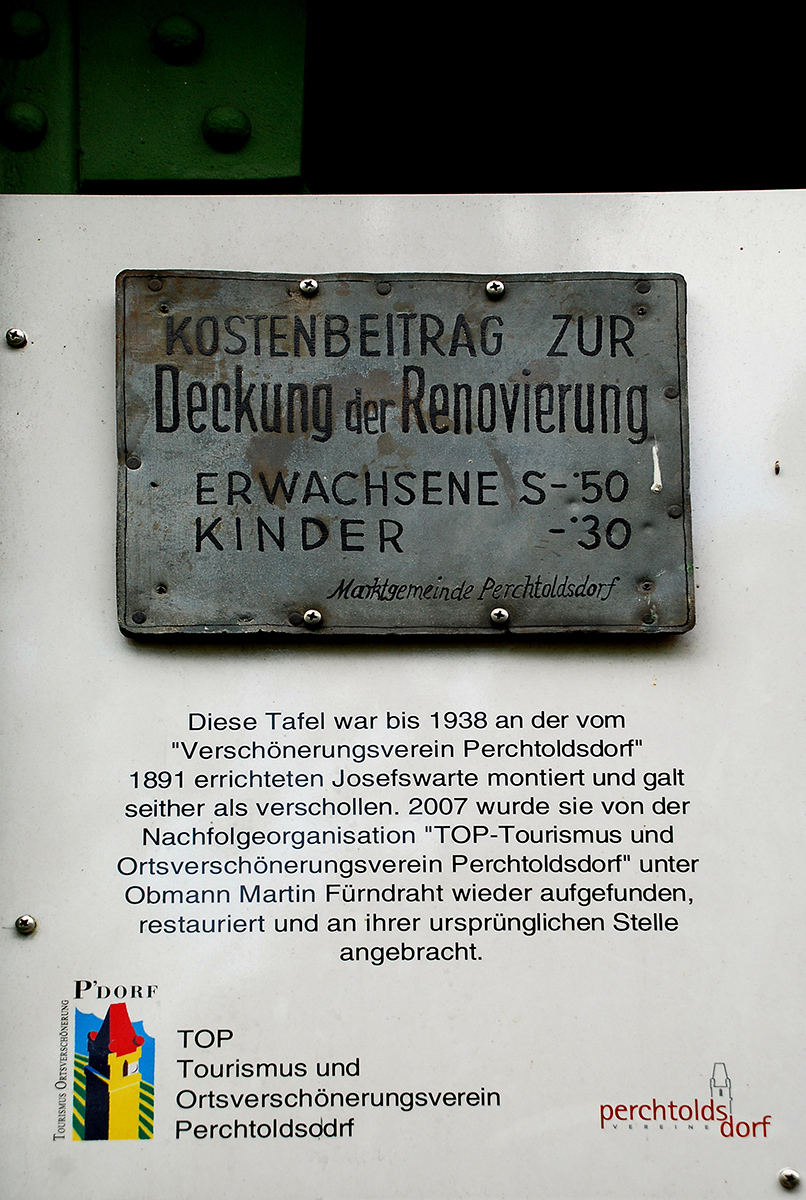 KOSTENBEITRAG ZUR
Deckung der Renovierung
ERWACHSENE S-.50
KINDER -.30
Marktgemeinde Perchtoldsdorf
Diese Tafel war bis 1938 an der vom
"Verschönerungsverein Perchtoldsdorf"
1891 errichteten Josefswarte montiert und galt
seither als verschollen. 2007 wurde sie von der
Nachfolgeorganisation "TOP-Tourismus und
Ortsverschönerungsverein Perchtoldsdorf" unter
Obmann Martin Fürndraht wieder aufgefunden,
restauriert und an ihrer ursprünglichen Stelle
angebracht.
P'DORF
TOURISMUS ORTSVERSCHÖNERUNG
TOP
Tourismus und
Ortsverschönerungsverein
Perchtoldsodrf
perchtolds
VEREINE
dorf